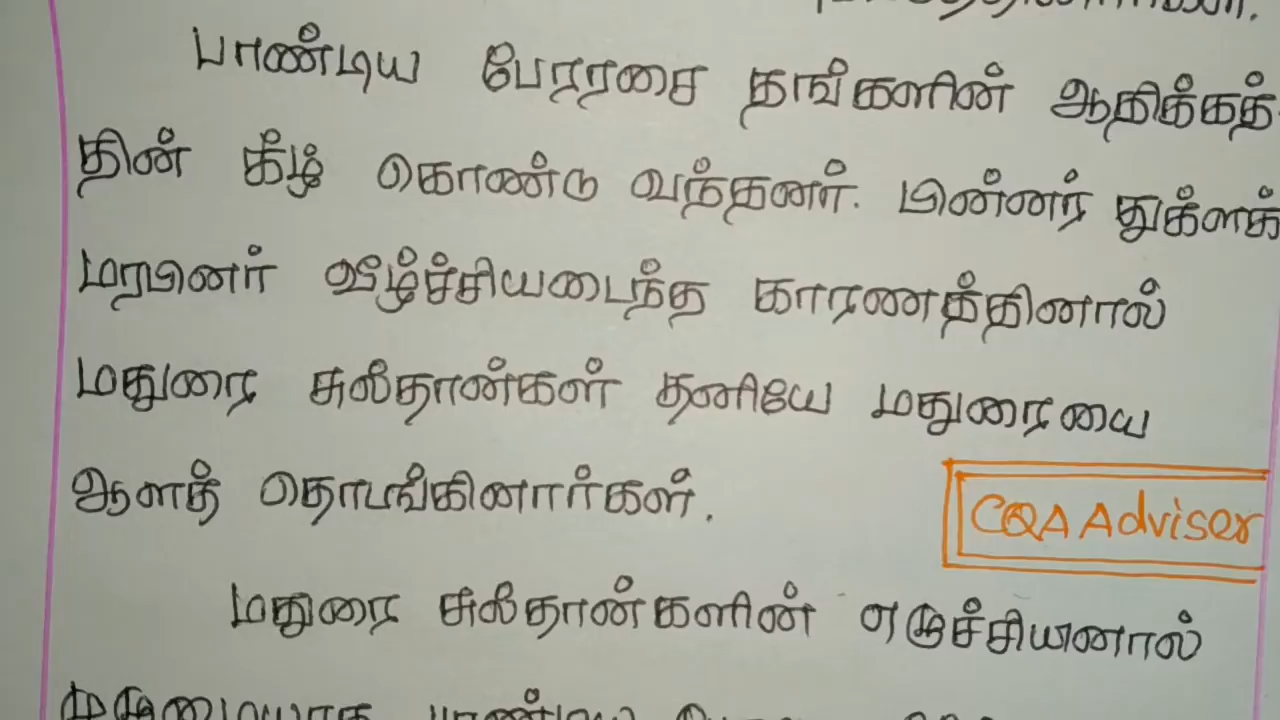 பாண்டிய பேரரசை தங்களின் ஆதிக்கத்
தின் கீழ் கொண்டு வந்தனர். பின்னர் துக்ளக்
மரபினர் வீழ்ச்சியடைந்த காரணத்தினால்
மதுரை சுல்தான்கள் தனியே மதுரையை
ஆளத் தொடங்கினார்கள்.
CQA Adviser
மதுரை சுல்தான்களின் எழுச்சியினால்